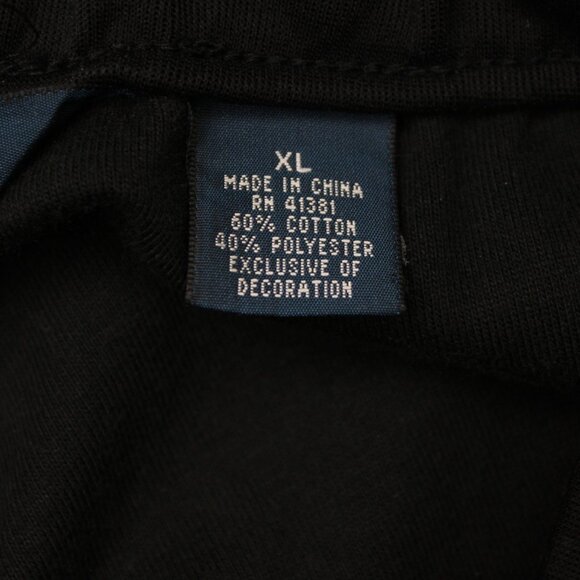 XL
MADE IN CHINA
RN 41381
60% COTTON
40% POLYESTER
EXCLUSIVE OF
DECORATION